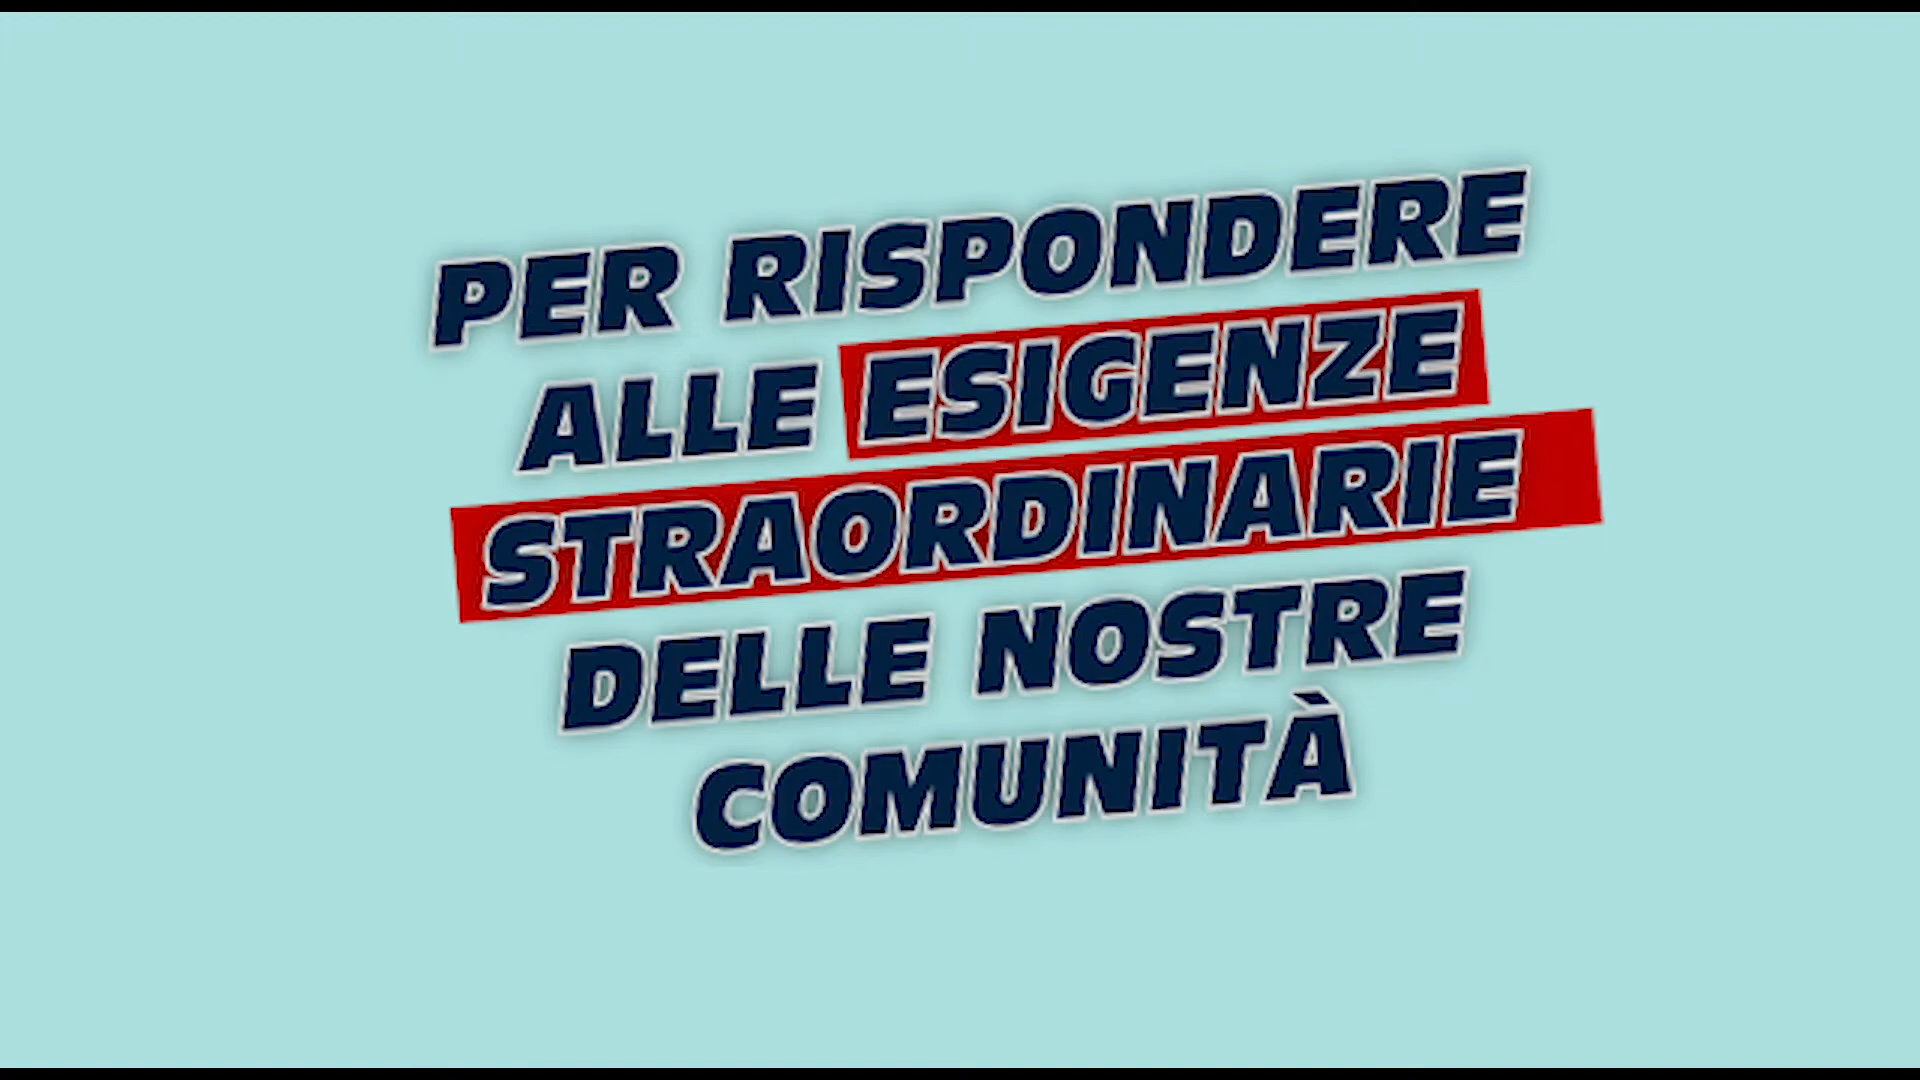 PER RISPONDERE
ALLE ESIGENZE
STRAORDINARIE
DELLE NOSTRE
COMUNITÀ